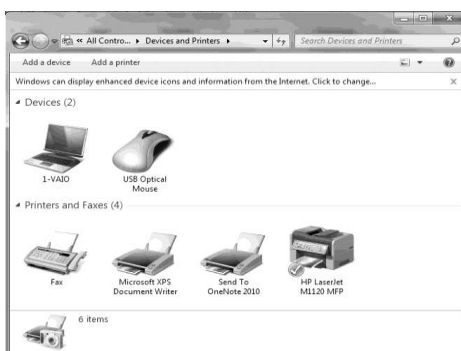 « All Contro... ▸ Devices and Printers ▸
Search Devices and Printers
Add a device Add a printer
Windows can display enhanced device icons and information from the Internet. Click to change...
Devices (2)
1-VAIO
USB Optical
Mouse
Printers and Faxes (4)
Fax
Microsoft XPS
Document Writer
Send To
OneNote 2010
HP LaserJet
M1120 MFP
6 items